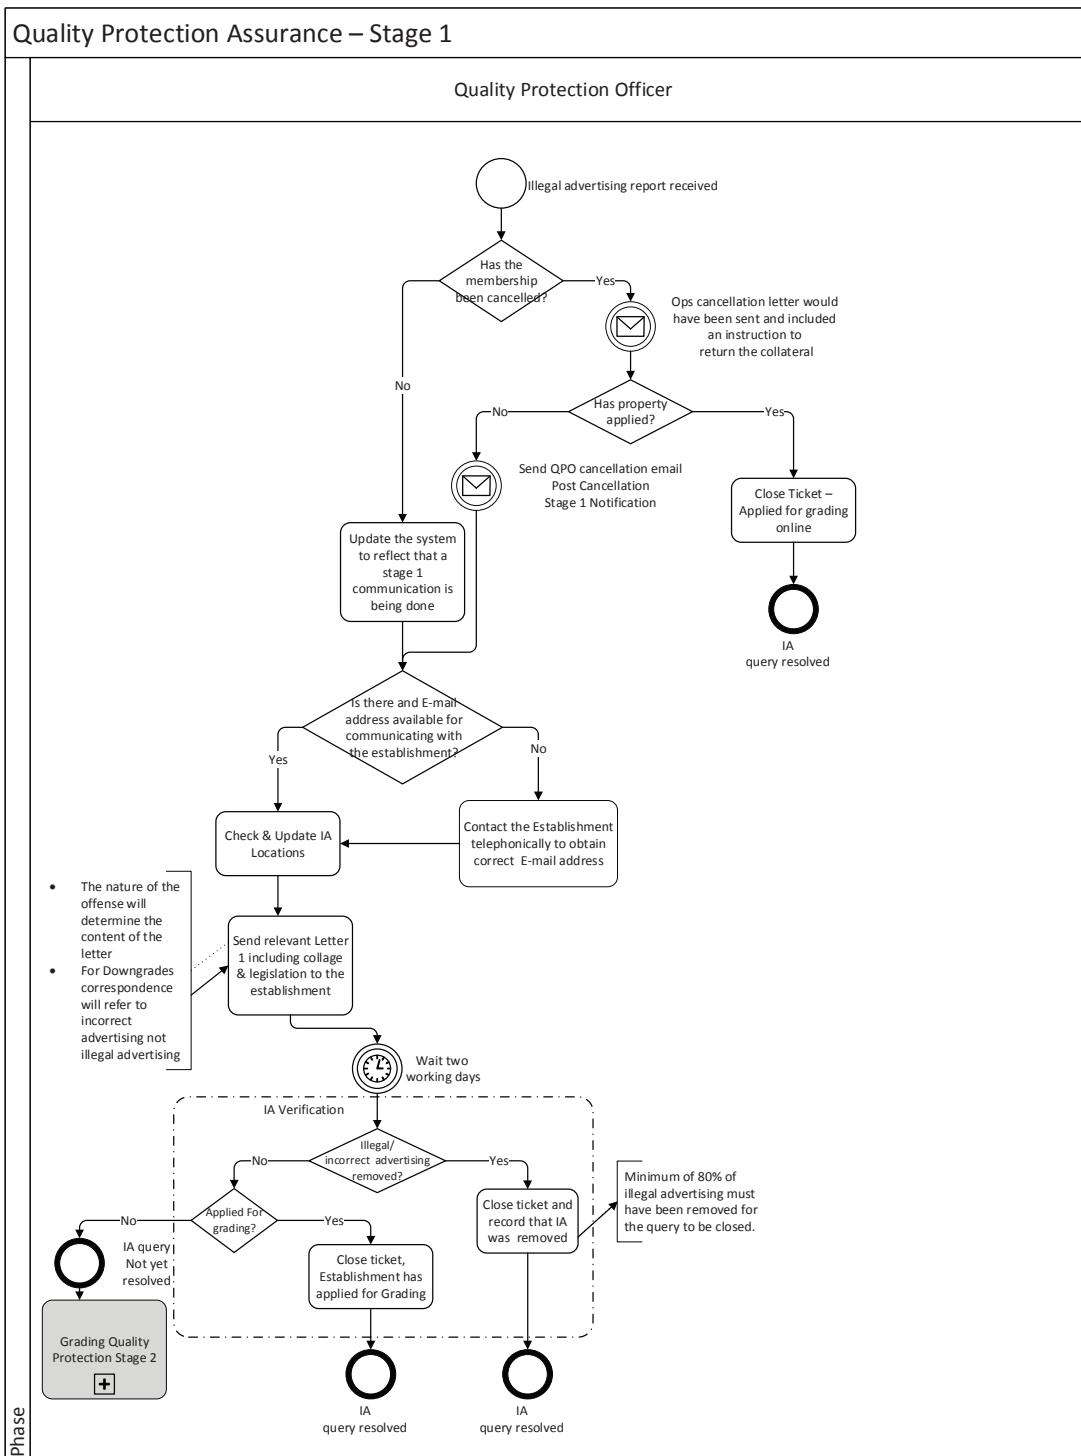 Quality Protection Assurance – Stage 1
Quality Protection Officer
Illegal advertising report received
Has the
membership
been cancelled?
Yes
Ops cancellation letter would
have been sent and included
an instruction to
return the collateral
No
Has property
applied?
No
Yes
Send QPO cancellation email
Post Cancellation
Stage 1 Notification
Close Ticket –
Applied for grading
online
Update the system
to reflect that a
stage 1
communication is
being done
IA
query resolved
Is there and E-mail
address available for
communicating with
the establishment?
Yes
No
Check & Update IA
Locations
Contact the Establishment
telephonically to obtain
correct E-mail address
• The nature of the
offense will
determine the
content of the
letter
• For Downgrades
correspondence
will refer to
incorrect
advertising not
illegal advertising
Send relevant Letter
1 including collage
& legislation to the
establishment
Wait two
working days
IA Verification
Illegal/
incorrect advertising
removed?
No
Yes
Minimum of 80% of
illegal advertising must
have been removed for
the query to be closed.
Close ticket and
record that IA
was removed
Applied For
grading?
No
Yes
IA query
Not yet
resolved
Close ticket,
Establishment has
applied for Grading
Grading Quality
Protection Stage 2
IA
query resolved
IA
query resolved
Phase